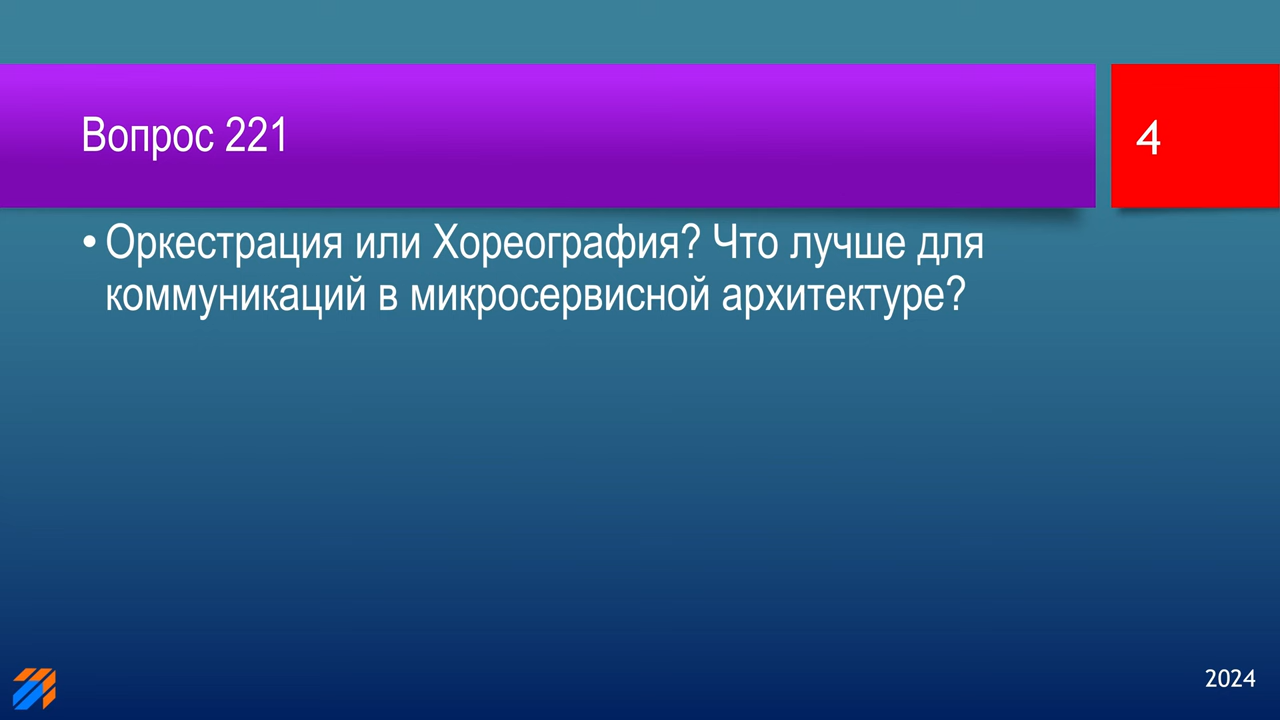 Вопрос 221
4
• Оркестрация или Хореография? Что лучше для
коммуникаций в микросервисной архитектуре?
2024